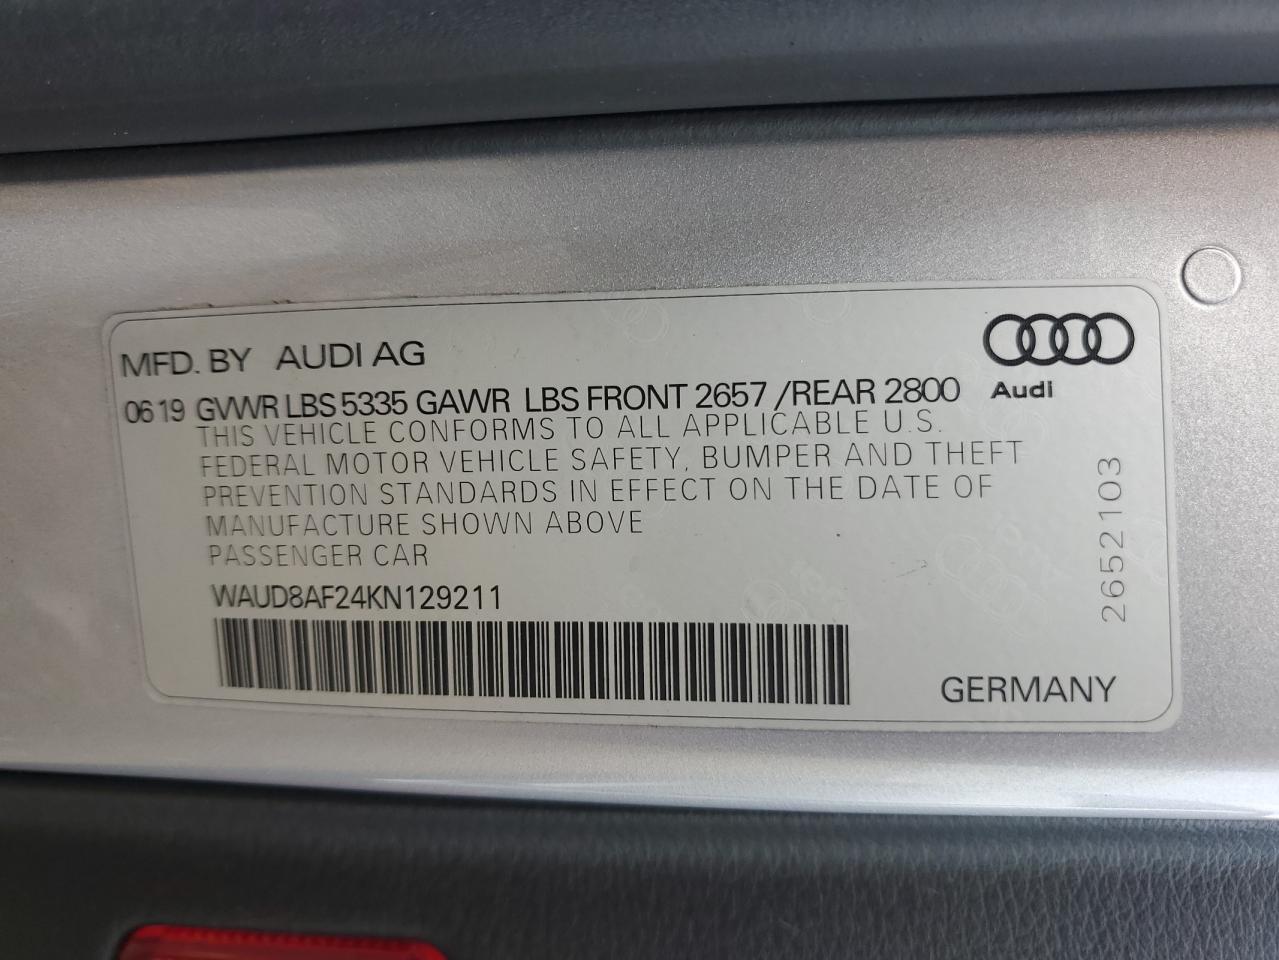 MFD. BY AUDI AG
Audi
06 19 GVWR LBS 5335 GAWR LBS FRONT 2657 /REAR 2800
THIS VEHICLE CONFORMS TO ALL APPLICABLE U.S.
FEDERAL MOTOR VEHICLE SAFETY, BUMPER AND THEFT
PREVENTION STANDARDS IN EFFECT ON THE DATE OF
MANUFACTURE SHOWN ABOVE
PASSENGER CAR
WAUD8AF24KN129211
2652103
GERMANY